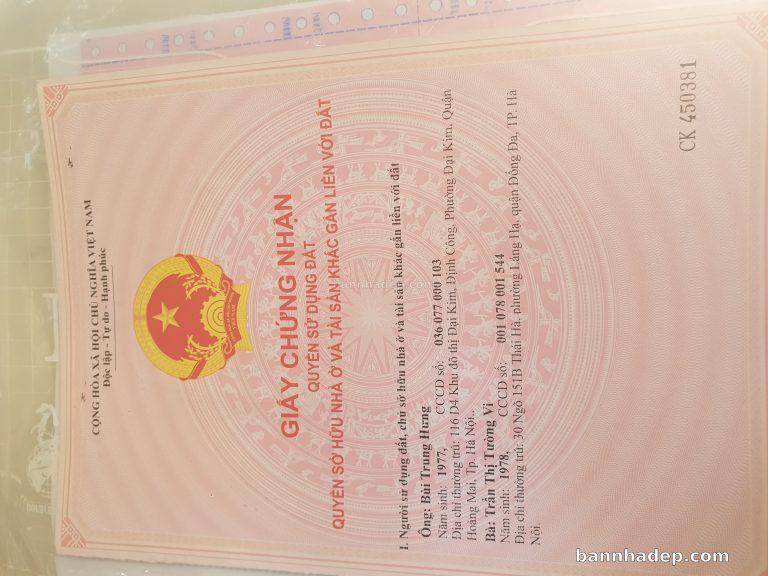 CỘNG HÒA XÃ HỘI CHỦ NGHĨA VIỆT NAM
Độc lập - Tự do - Hạnh phúc
GIẤY CHỨNG NHẬN
QUYỀN SỬ DỤNG ĐẤT
QUYỀN SỞ HỮU NHÀ Ở VÀ TÀI SẢN KHÁC GẮN LIỀN VỚI ĐẤT
bannhadep.com
I. Người sử dụng đất, chủ sở hữu nhà ở và tài sản khác gắn liền với đất
Ông: Bùi Trung Hưng
Năm sinh: 1977, CCCD số: 036 077 000 103
Địa chỉ thường trú: 116 D4 Khu đô thị Đại Kim, Định Công, Phường Đại Kim, Quận
Hoàng Mai, Tp. Hà Nội..
Bà: Trần Thị Tường Vi
Năm sinh: 1978, CCCD số: 001 078 001 544
Địa chỉ thường trú: 30 Ngõ 151B Thái Hà, phường Láng Hạ, quận Đống Đa, TP. Hà
Nội.
CK 450381
bannhadep.com